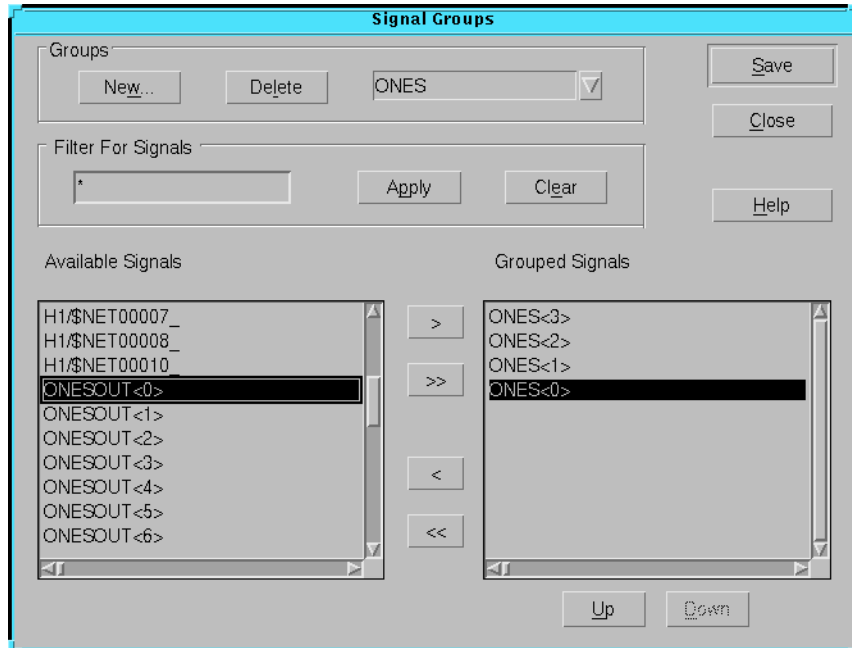 Signal Groups
Groups
New... Delete ONES Save
Close
Filter For Signals
* Apply Clear
Help
Available Signals Grouped Signals
H1/$NET00007_ > ONES<3>
H1/$NET00008_ ONES<2>
H1/$NET00010_ ONES<1>
ONESOUT<0> >> ONES<0>
ONESOUT<1>
ONESOUT<2>
ONESOUT<3>
ONESOUT<4> <
ONESOUT<5>
ONESOUT<6> <<
Up Down